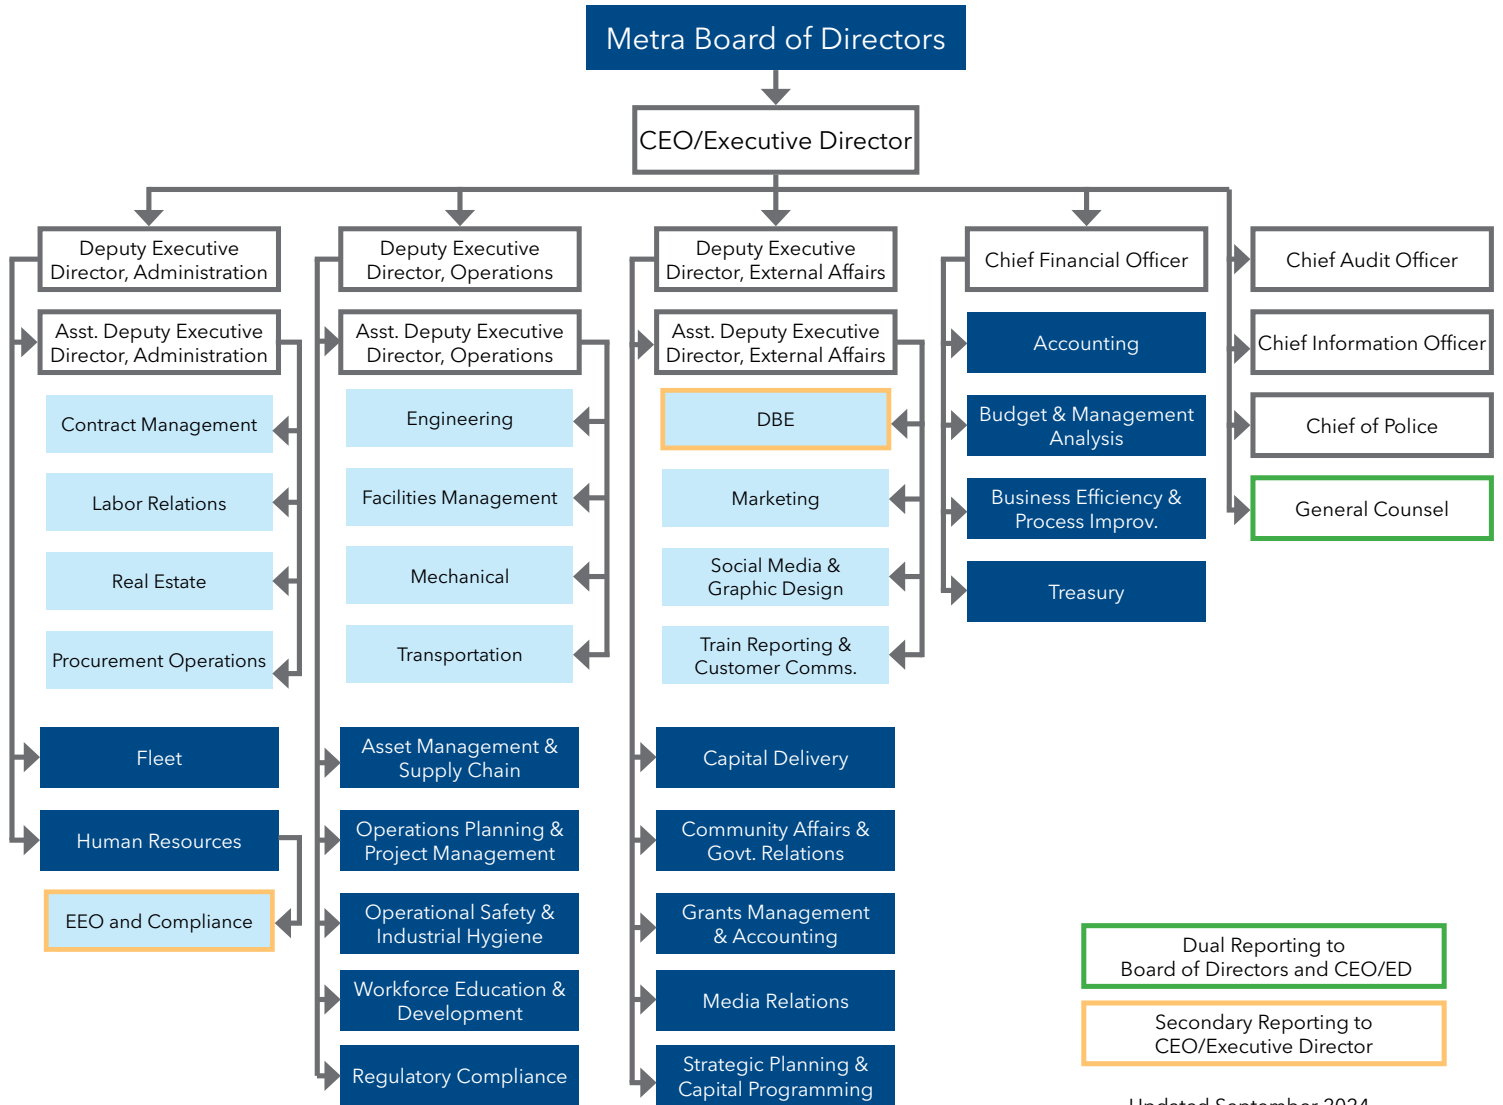 Metra Board of Directors
CEO/Executive Director
Deputy Executive
Director, Administration
Deputy Executive
Director, Operations
Deputy Executive
Director, External Affairs
Chief Financial Officer
Chief Audit Officer
Asst. Deputy Executive
Director, Administration
Asst. Deputy Executive
Director, Operations
Asst. Deputy Executive
Director, External Affairs
Accounting
Chief Information Officer
Contract Management
Engineering
DBE
Budget & Management
Analysis
Chief of Police
Labor Relations
Facilities Management
Marketing
Business Efficiency &
Process Improv.
General Counsel
Real Estate
Mechanical
Social Media &
Graphic Design
Treasury
Procurement Operations
Transportation
Train Reporting &
Customer Comms.
Fleet
Asset Management &
Supply Chain
Capital Delivery
Human Resources
Operations Planning &
Project Management
Community Affairs &
Govt. Relations
EEO and Compliance
Operational Safety &
Industrial Hygiene
Grants Management
& Accounting
Dual Reporting to
Board of Directors and CEO/ED
Workforce Education &
Development
Media Relations
Secondary Reporting to
CEO/Executive Director
Regulatory Compliance
Strategic Planning &
Capital Programming
Updated September 2024